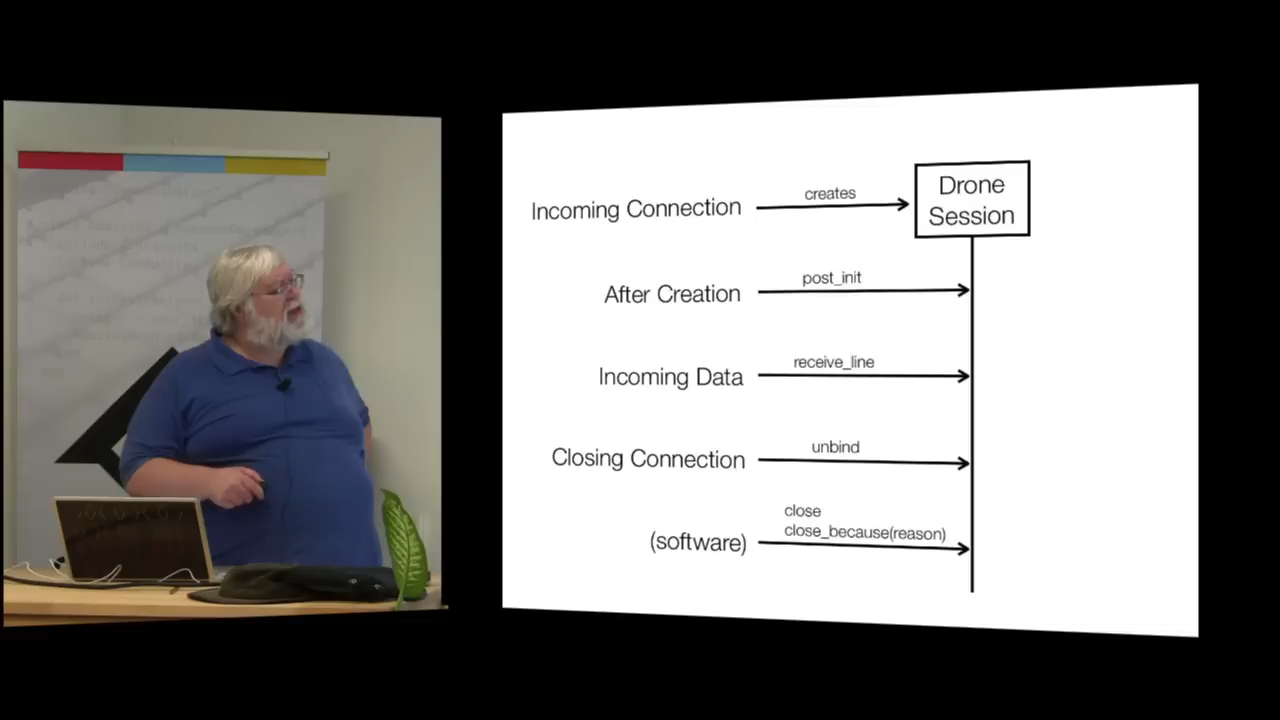 Incoming Connection
creates
Drone
Session
After Creation
post_init
Incoming Data
receive_line
Closing Connection
unbind
(software)
close
close_because(reason)